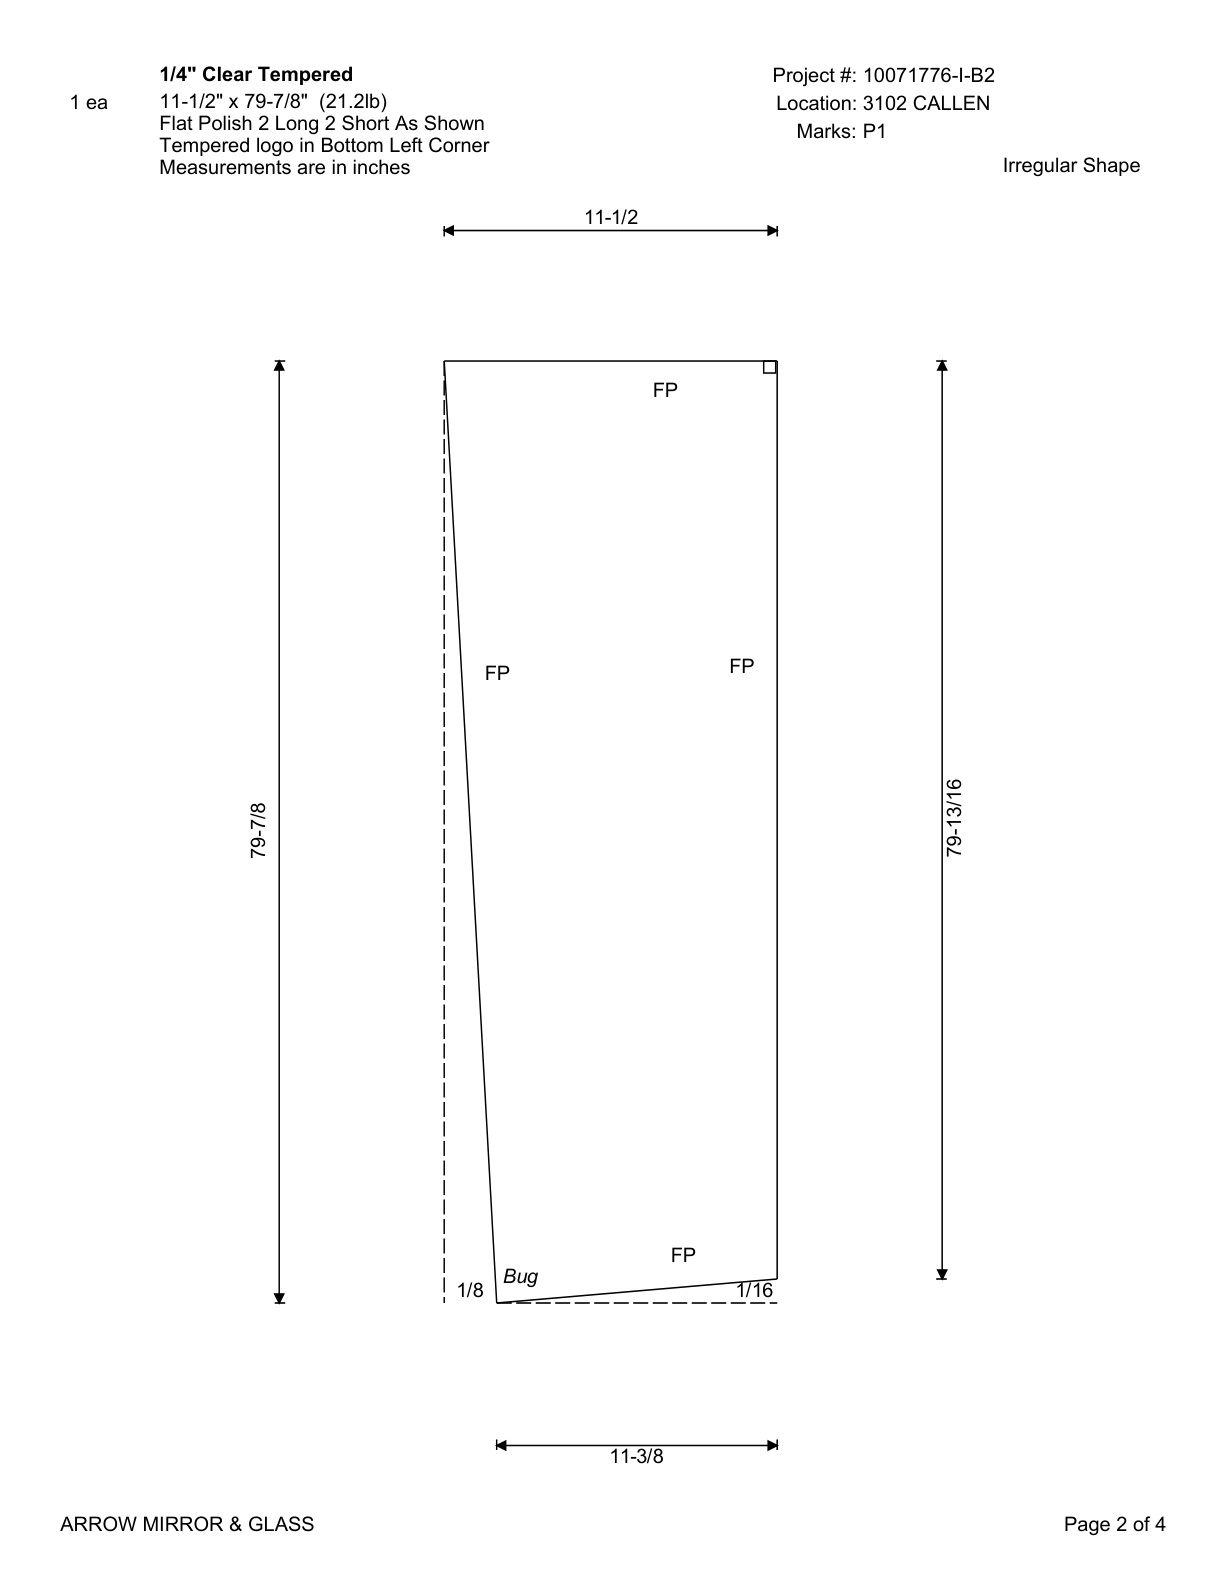 1/4" Clear Tempered
1 ea
11-1/2" x 79-7/8" (21.2lb)
Flat Polish 2 Long 2 Short As Shown
Tempered logo in Bottom Left Corner
Measurements are in inches
Project #: 10071776-I-B2
Location: 3102 CALLEN
Marks: P1
Irregular Shape
11-1/2
FP
FP
FP
79-7/8
79-13/16
FP
Bug
1/8
1/16
11-3/8
ARROW MIRROR & GLASS
Page 2 of 4